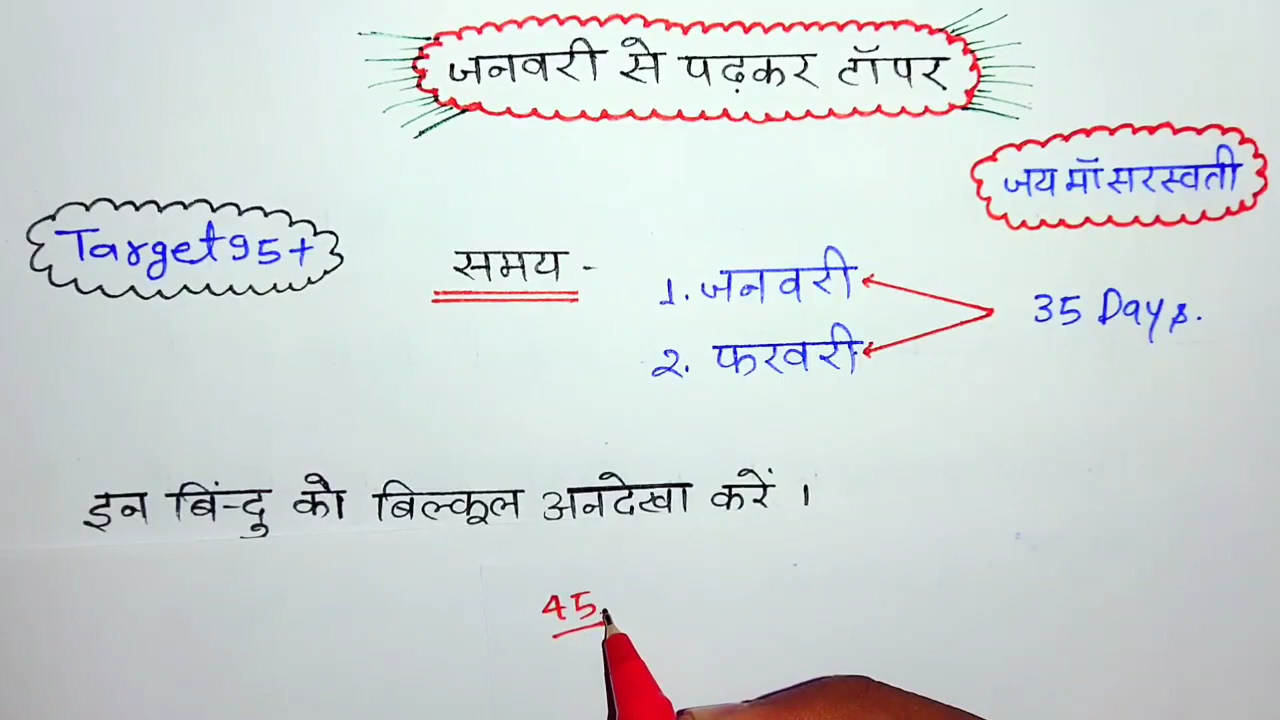 जनवरी से पढ़कर टॉपर
जय माँ सरस्वती
Target 95+
समय -
1. जनवरी
35 Days.
२. फरवरी
इन बिंन्दु को बिल्कूल अनदेखा करें ।
45